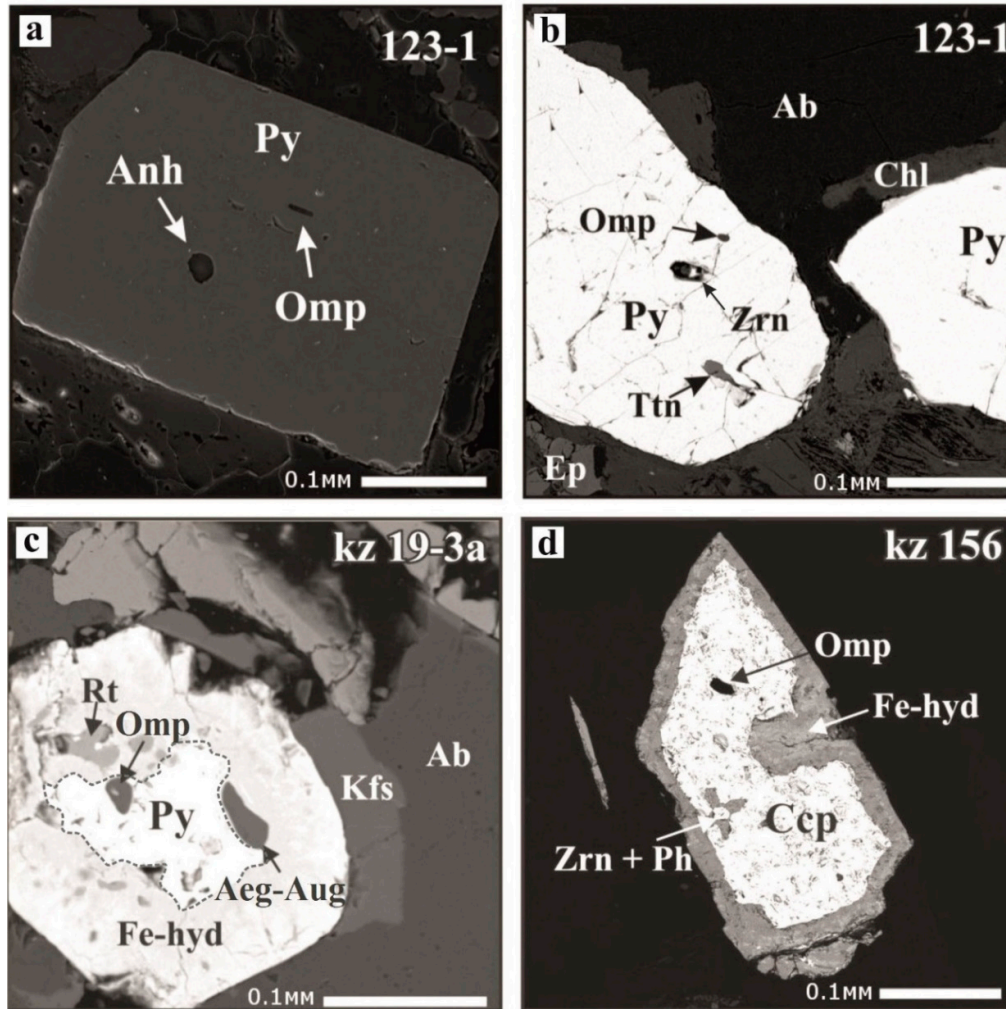 a
123-1
Py
Anh
Omp
0.1мм
b
123-1
Ab
Chl
Omp
Py
Py
Zrn
Ttn
Ep
0.1мм
c
kz 19-3a
Rt
Omp
Ab
Kfs
Py
Aeg-Aug
Fe-hyd
0.1мм
d
kz 156
Omp
Fe-hyd
Ccp
Zrn + Ph
0.1мм